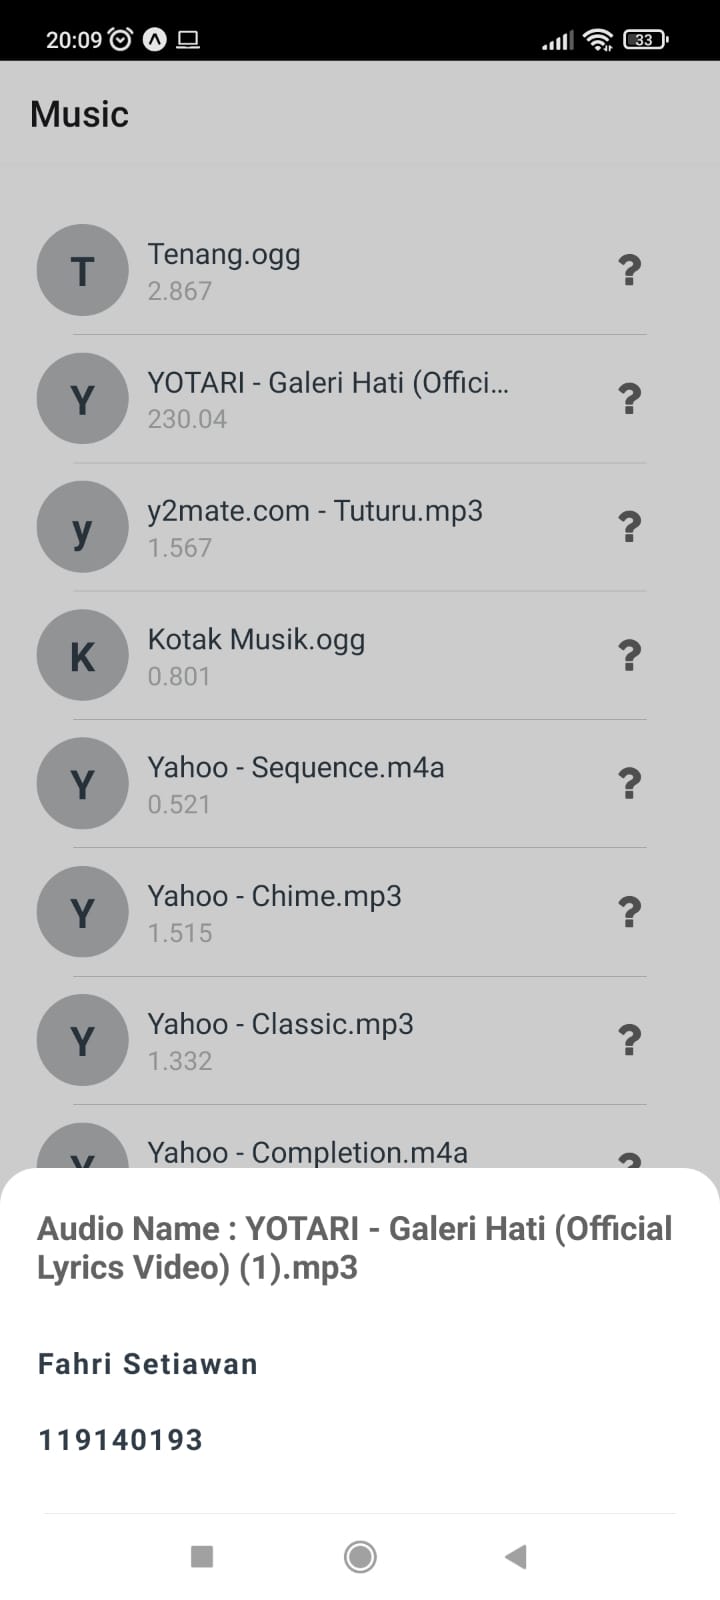 20:09
33
Music
T
Tenang.ogg
2.867
?
Y
YOTARI - Galeri Hati (Offici...
230.04
?
y
y2mate.com - Tuturu.mp3
1.567
?
K
Kotak Musik.ogg
0.801
?
Y
Yahoo - Sequence.m4a
0.521
?
Y
Yahoo - Chime.mp3
1.515
?
Y
Yahoo - Classic.mp3
1.332
?
Y
Yahoo - Completion.m4a
?
Audio Name : YOTARI - Galeri Hati (Official
Lyrics Video) (1).mp3
Fahri Setiawan
119140193